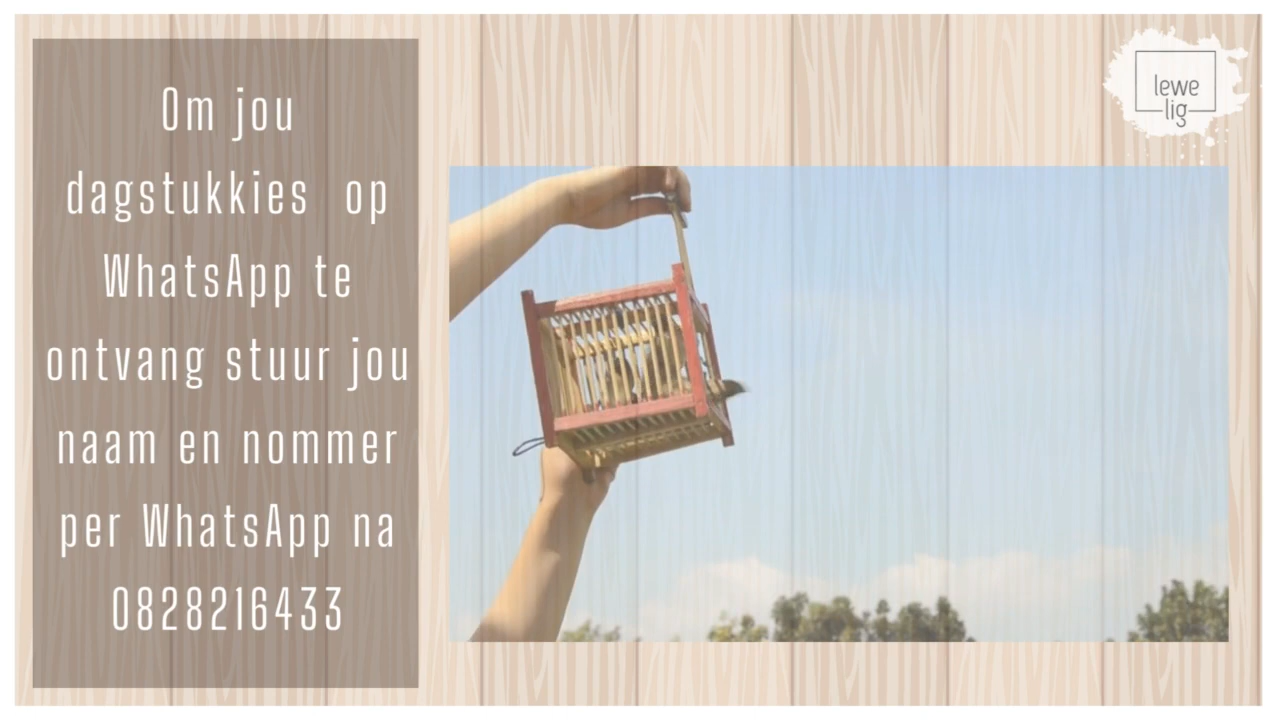 Om jou
dagstukkies op
WhatsApp te
ontvang stuur jou
naam en nommer
per WhatsApp na
0828216433
lewe
lig